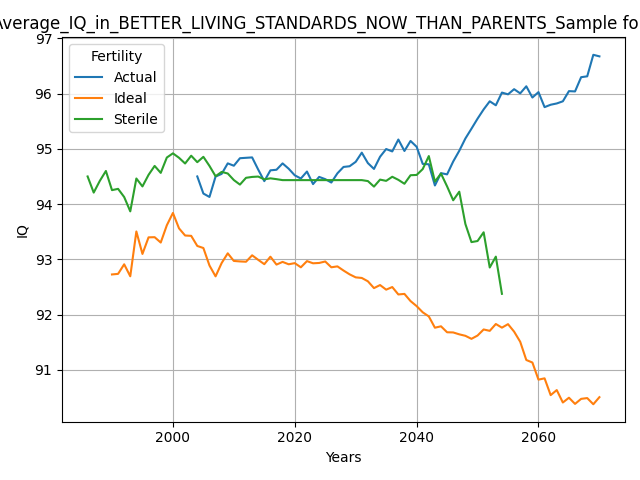 Average_IQ_in_BETTER_LIVING_STANDARDS_NOW_THAN_PARENTS_Sample fo
97
96
95
94
93
92
91
IQ
Fertility
Actual
Ideal
Sterile
2000 2020 2040 2060
Years